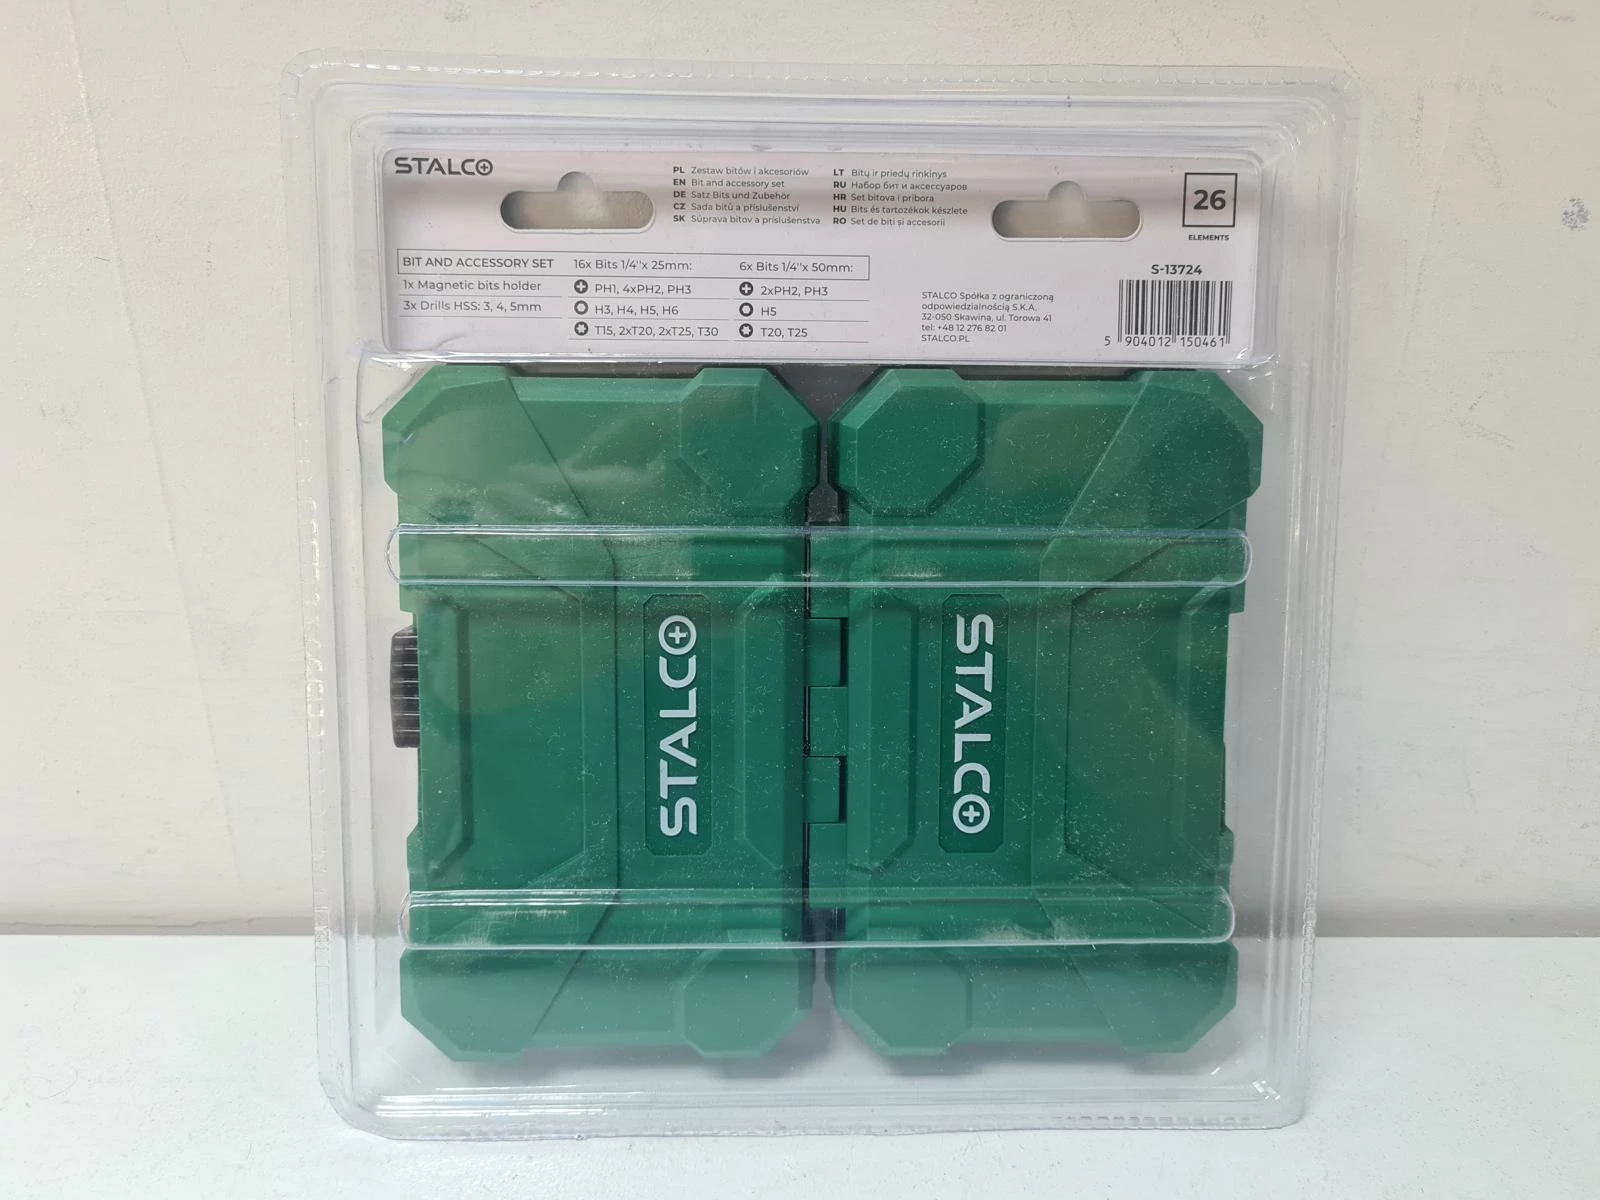 STALCO
PL Zestaw bitów i akcesoriów
EN Bit and accessory set
DE Satz Bits und Zubehör
CZ Sada bitů a příslušenství
SK Súprava bitov a príslušenstva
LT Bitų ir priedų rinkinys
RU Набор бит и аксессуаров
HR Set bitova i pribora
HU Bits és tartozékok készlete
RO Set de biți și accesorii
26
ELEMENTS
BIT AND ACCESSORY SET
1x Magnetic bits holder
3x Drills HSS: 3, 4, 5mm
16x Bits 1/4''x 25mm:
PH1, 4xPH2, PH3
H3, H4, H5, H6
T15, 2xT20, 2xT25, T30
6x Bits 1/4''x 50mm:
2xPH2, PH3
H5
T20, T25
STALCO Spółka z ograniczoną
odpowiedzialnością S.K.A.
32-050 Skawina, ul. Torowa 41
tel: +48 12 276 82 01
STALCO.PL
S-13724
5 904012 150461
STALCO
STALCO